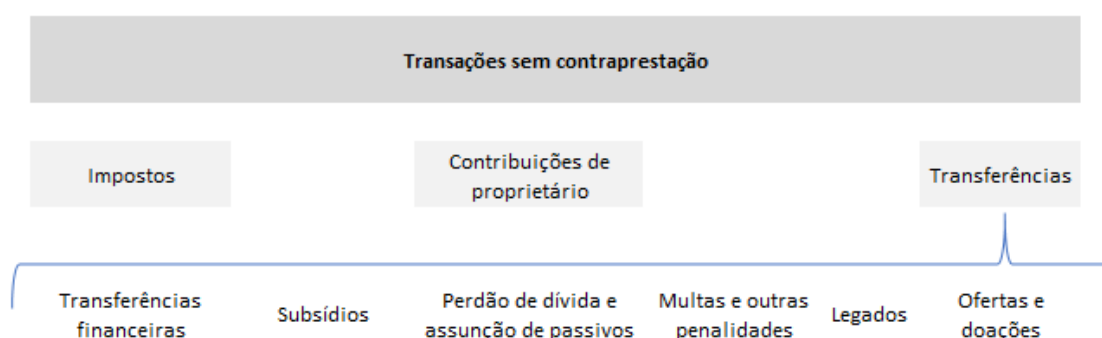 Transações sem contraprestação
Impostos
Contribuições de
proprietário
Transferências
Transferências
financeiras
Subsídios
Perdão de dívida e
assunção de passivos
Multas e outras
penalidades
Legados
Ofertas e
doações